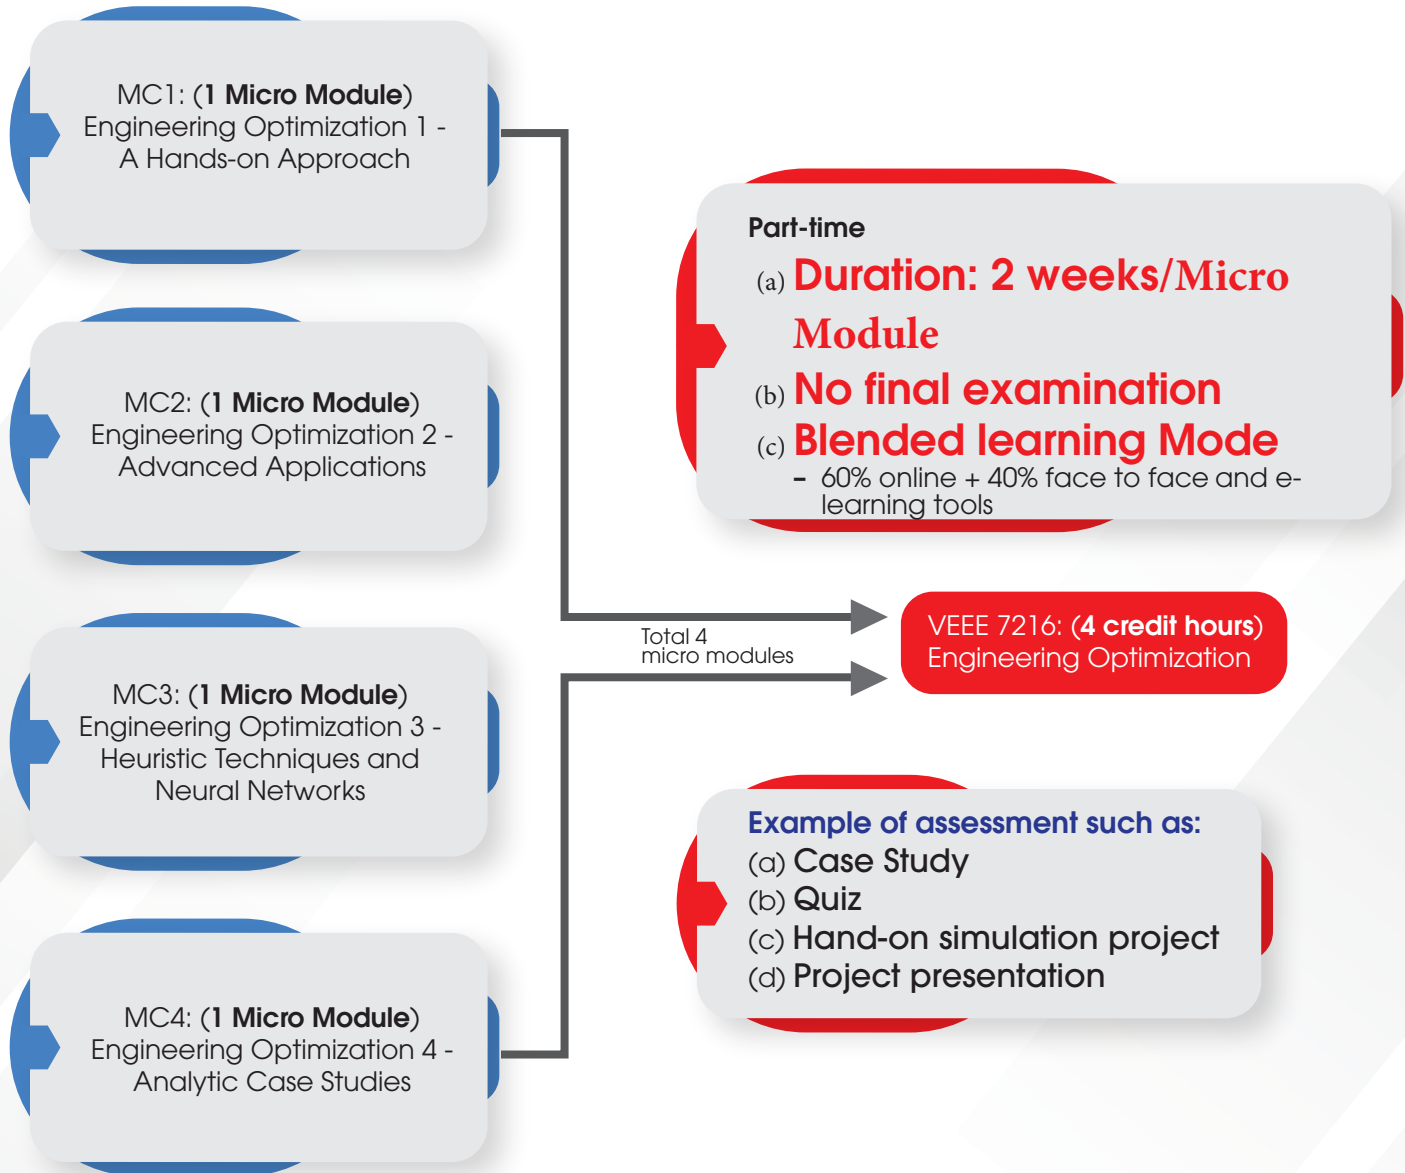 MC1: (1 Micro Module)
Engineering Optimization 1 -
A Hands-on Approach
MC2: (1 Micro Module)
Engineering Optimization 2 -
Advanced Applications
MC3: (1 Micro Module)
Engineering Optimization 3 -
Heuristic Techniques and
Neural Networks
MC4: (1 Micro Module)
Engineering Optimization 4 -
Analytic Case Studies
Part-time
(a) Duration: 2 weeks/Micro
Module
(b) No final examination
(c) Blended learning Mode
– 60% online + 40% face to face and e-
learning tools
Total 4
micro modules
VEEE 7216: (4 credit hours)
Engineering Optimization
Example of assessment such as:
(a) Case Study
(b) Quiz
(c) Hand-on simulation project
(d) Project presentation